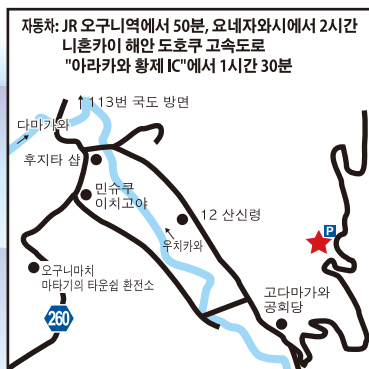 자동차: JR 오구니역에서 50분, 요네자와시에서 2시간
니혼카이 해안 도호쿠 고속도로
"아라카와 황제 IC"에서 1시간 30분
↑113번 국도 방면
다마가와
후지타 샵
민슈쿠
이치고야
12 산신령
우치카와
P
오구니마치
마타기의 타운쉽 환전소
고다마가와
공회당
260